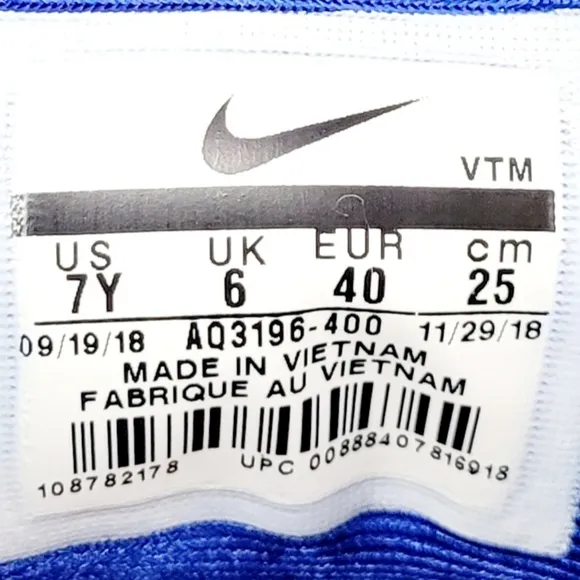 VTM
US UK EUR cm
7Y 6 40 25
09/19/18 AQ3196-400 11/29/18
MADE IN VIETNAM
FABRIQUE AU VIETNAM
108782178 UPC 00888407816918